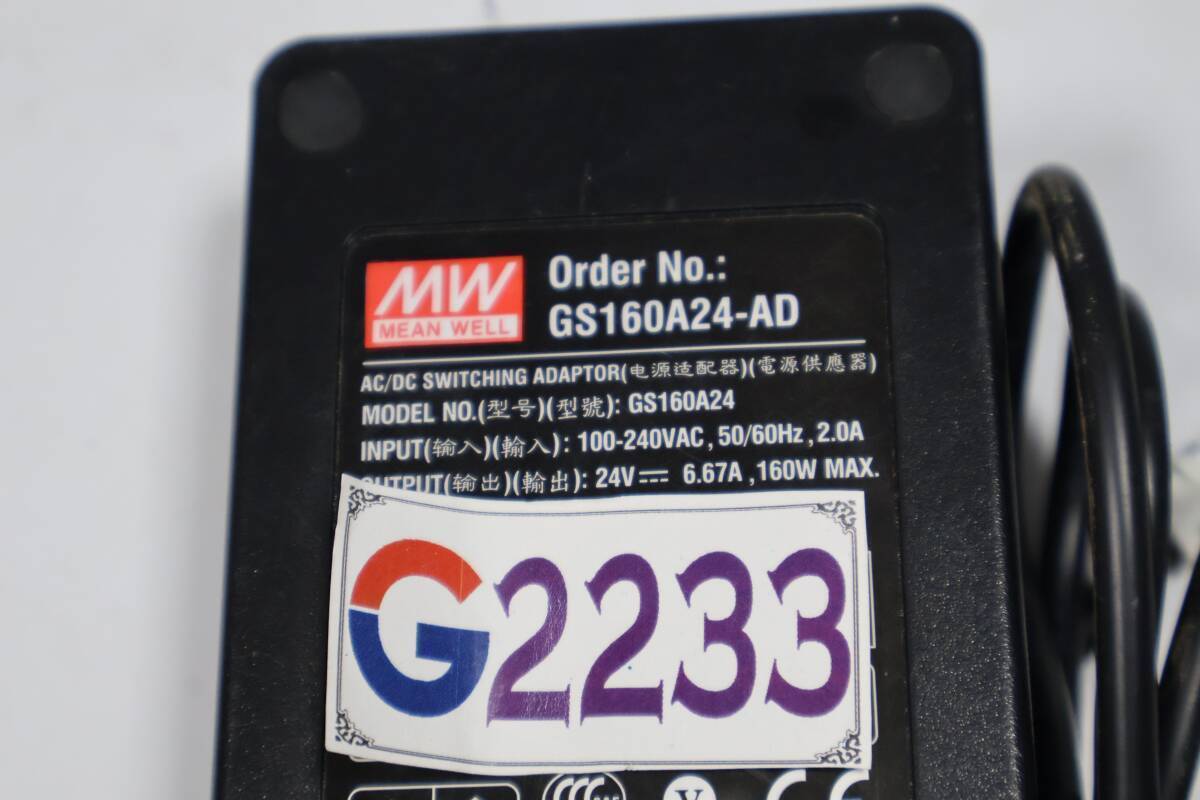 MW
MEAN WELL
Order No.:
GS160A24-AD
AC/DC SWITCHING ADAPTOR(电源适配器)(電源供應器)
MODEL NO.(型号)(型號): GS160A24
INPUT(输入)(輸入): 100-240VAC, 50/60Hz, 2.0A
OUTPUT(输出)(輸出): 24V⎓ 6.67A, 160W MAX.
G2233